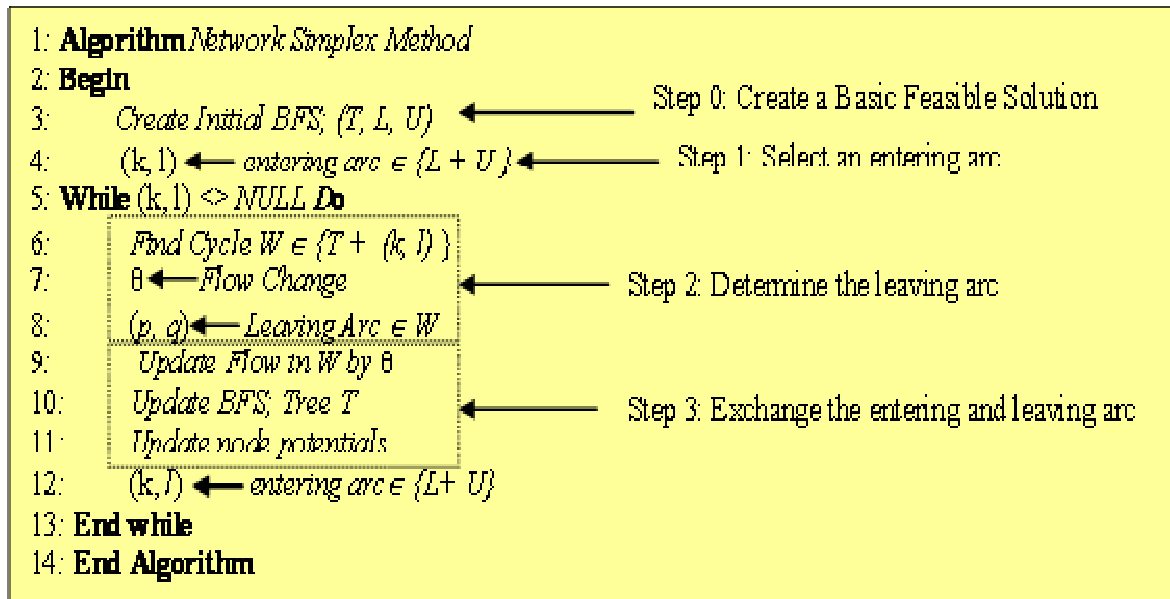 1: Algorithm Network Simplex Method
2: Begin
3: Create Initial BFS; (T, L, U) Step 0: Create a Basic Feasible Solution
4: (k, l) ← entering arc ∈ {L + U } Step 1: Select an entering arc
5: While (k, l) <> NULL Do
6: Find Cycle W ∈ {T + (k, l) }
7: θ ← Flow Change Step 2: Determine the leaving arc
8: (p, q) ← Leaving Arc ∈ W
9: Update Flow in W by θ
10: Update BFS; Tree T Step 3: Exchange the entering and leaving arc
11: Update node potentials
12: (k, l) ← entering arc ∈ {L+ U}
13: End while
14: End Algorithm